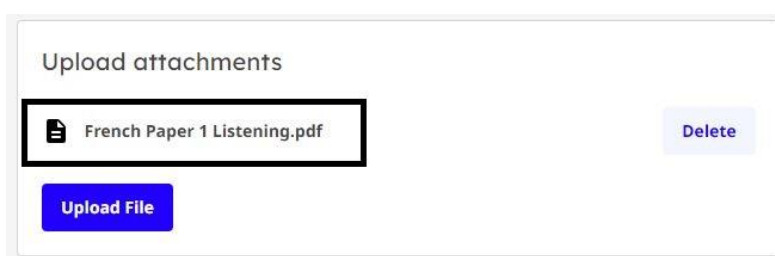 Upload attachments
French Paper 1 Listening.pdf
Delete
Upload File